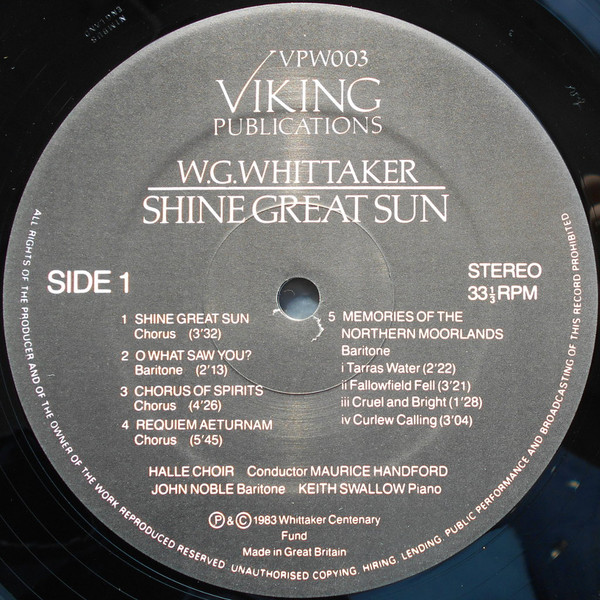 NIMBUS
ENGLAND
VPW003
VIKING
PUBLICATIONS
W.G.WHITTAKER
SHINE GREAT SUN
SIDE 1
STEREO
33⅓RPM
1 SHINE GREAT SUN
Chorus (3'32)
2 O WHAT SAW YOU?
Baritone (2'13)
3 CHORUS OF SPIRITS
Chorus (4'26)
4 REQUIEM AETURNAM
Chorus (5'45)
5 MEMORIES OF THE
NORTHERN MOORLANDS
Baritone
i Tarras Water (2'22)
ii Fallowfield Fell (3'21)
iii Cruel and Bright (1'28)
iv Curlew Calling (3'04)
HALLE CHOIR Conductor MAURICE HANDFORD
JOHN NOBLE Baritone KEITH SWALLOW Piano
℗&© 1983 Whittaker Centenary
Fund
Made in Great Britain
ALL RIGHTS OF THE PRODUCER AND OF THE OWNER OF THE WORK REPRODUCED RESERVED. UNAUTHORISED COPYING, HIRING, LENDING, PUBLIC PERFORMANCE AND BROADCASTING OF THIS RECORD PROHIBITED